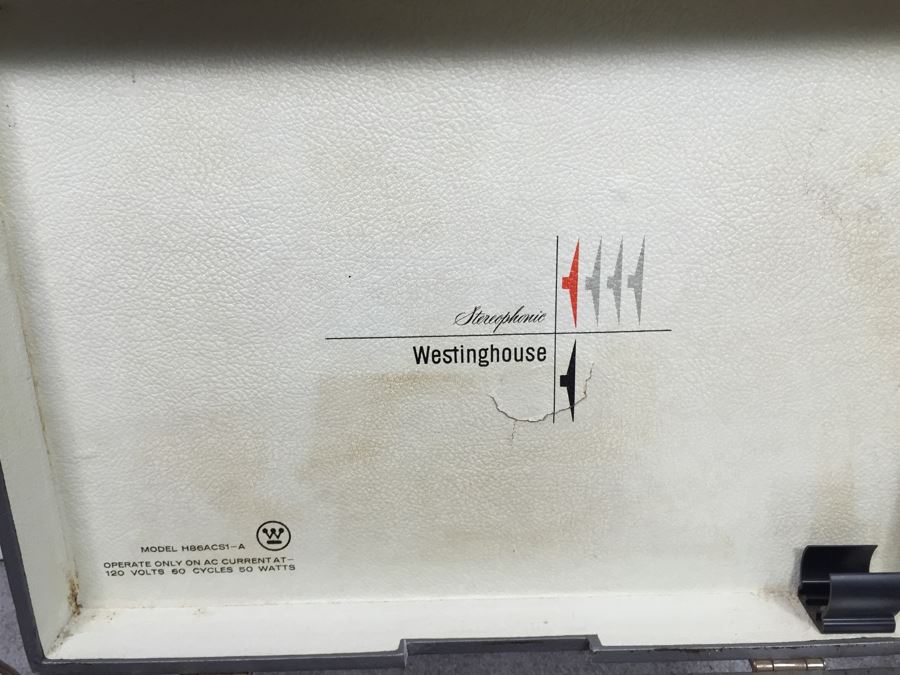 Stereophonic
Westinghouse
MODEL H86ACS1-A
OPERATE ONLY ON AC CURRENT AT-
120 VOLTS 60 CYCLES 50 WATTS